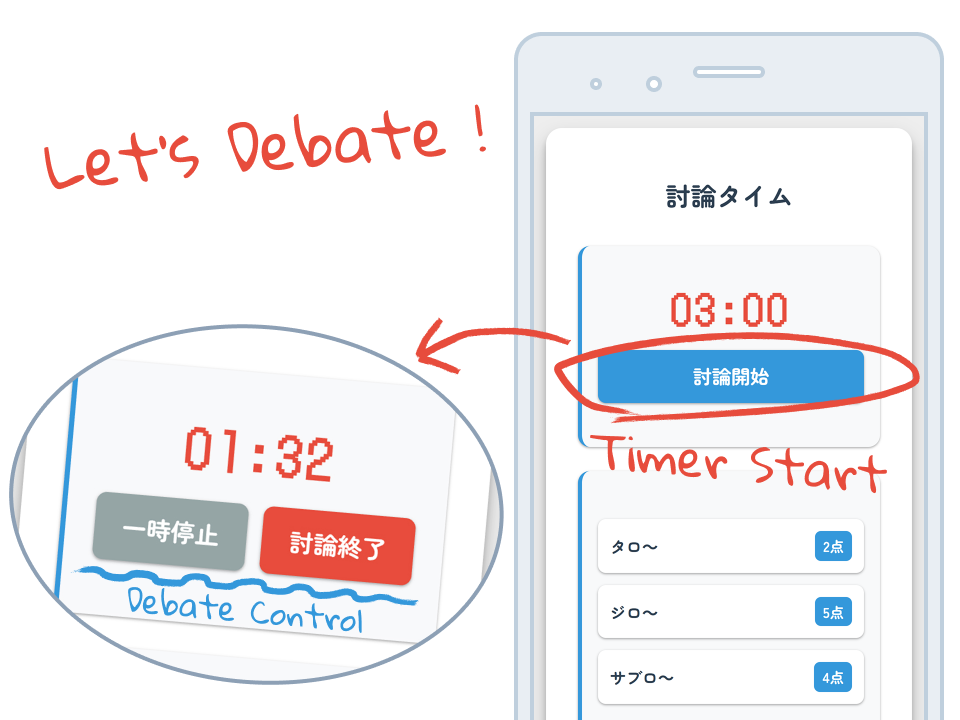 Let's Debate !
討論タイム
03:00
討論開始
Timer Start
01:32
一時停止
討論終了
Debate Control
タロ〜
2点
ジロ〜
5点
サブロ〜
4点